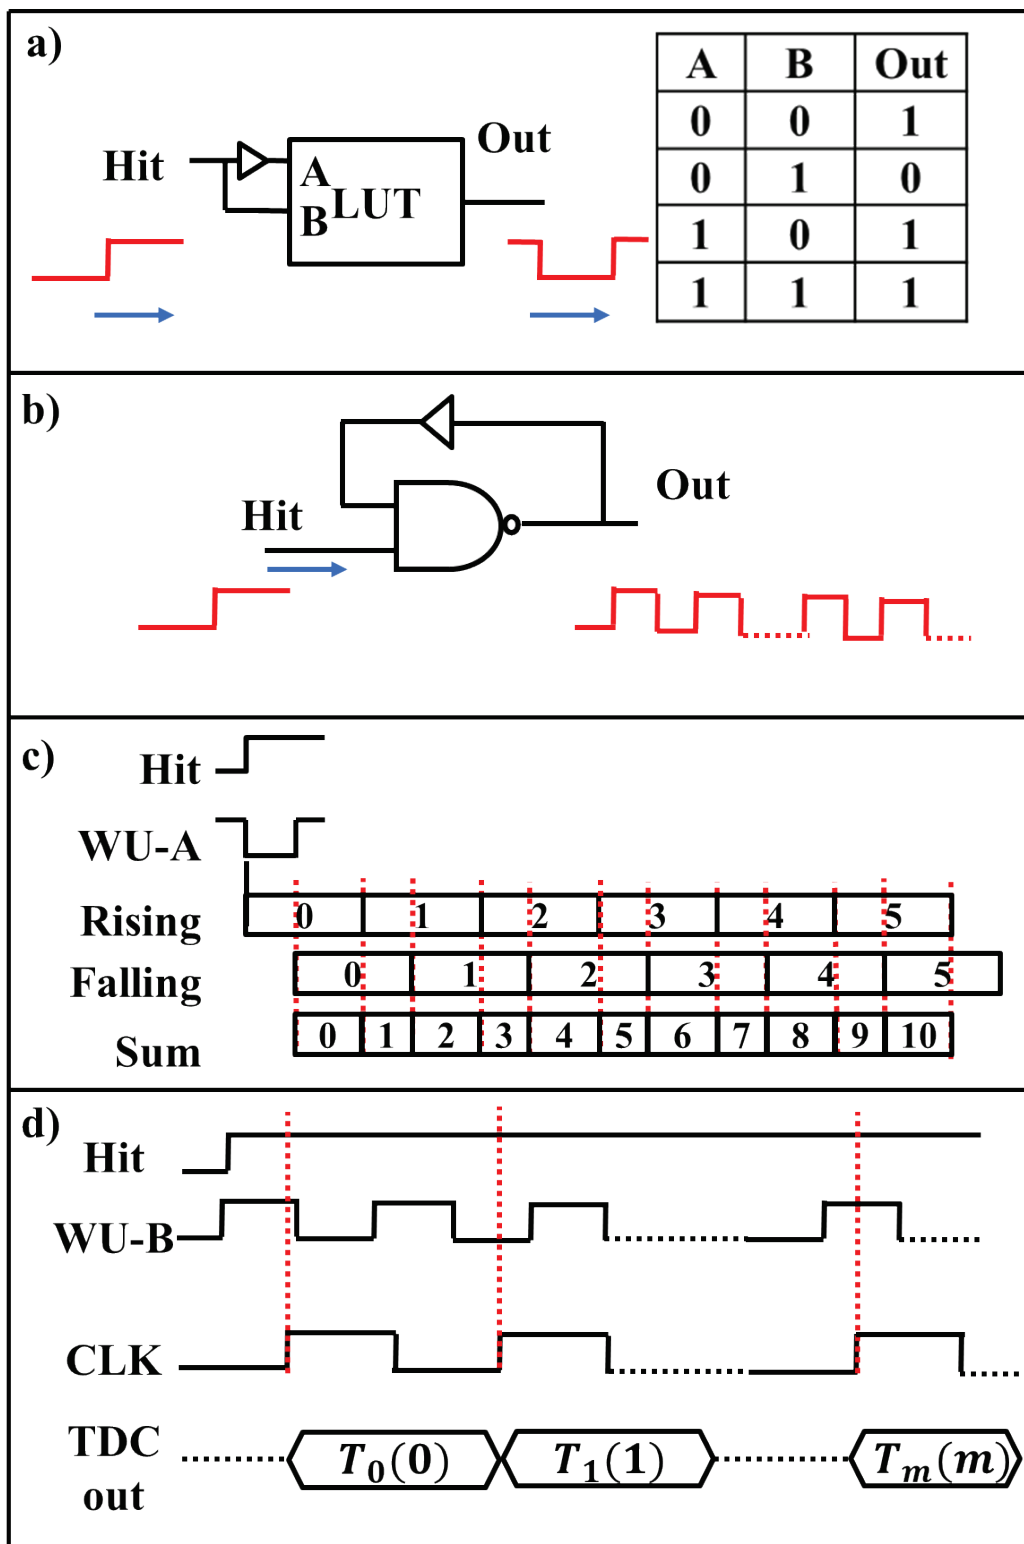 a)
A B Out
0 0 1
0 1 0
1 0 1
1 1 1
Hit
Out
A
B
LUT
b)
Hit
Out
c)
Hit
WU-A
Rising 0 1 2 3 4 5
Falling 0 1 2 3 4 5
Sum 0 1 2 3 4 5 6 7 8 9 10
d)
Hit
WU-B
CLK
TDC
out
T₀(0) T₁(1) Tₘ(m)